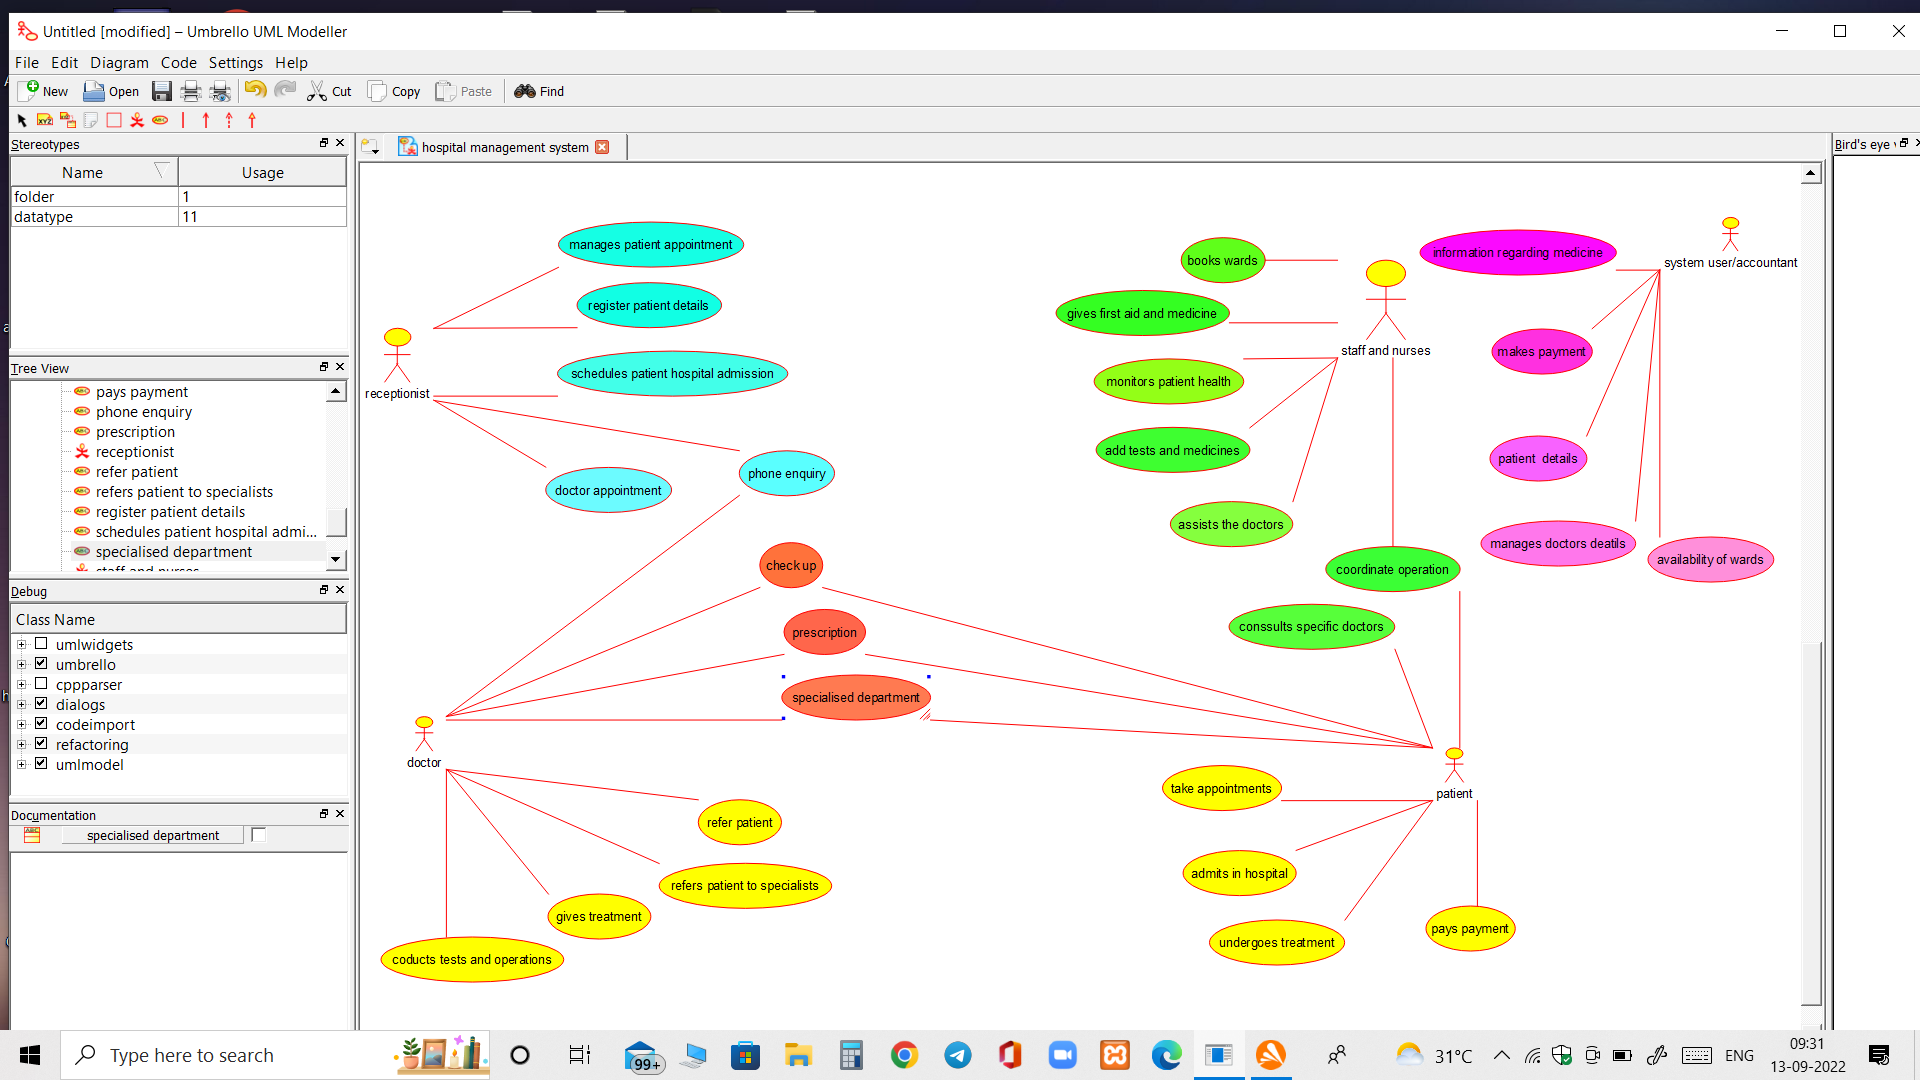 Untitled [modified] – Umbrello UML Modeller
File Edit Diagram Code Settings Help
New Open Cut Copy Paste Find
Stereotypes
Name Usage
folder 1
datatype 11
Tree View
pays payment
phone enquiry
prescription
receptionist
refer patient
refers patient to specialists
register patient details
schedules patient hospital admi...
specialised department
staff and nurses
Debug
Class Name
umlwidgets
umbrello
cppparser
dialogs
codeimport
refactoring
umlmodel
Documentation
specialised department
hospital management system
Bird's eye
manages patient appointment
register patient details
schedules patient hospital admission
receptionist
phone enquiry
doctor appointment
check up
prescription
specialised department
doctor
refer patient
refers patient to specialists
gives treatment
coducts tests and operations
books wards
gives first aid and medicine
staff and nurses
monitors patient health
add tests and medicines
assists the doctors
coordinate operation
conssults specific doctors
information regarding medicine
system user/accountant
makes payment
patient details
manages doctors deatils
availability of wards
take appointments
patient
admits in hospital
undergoes treatment
pays payment
Type here to search
99+
31°C
ENG
09:31
13-09-2022